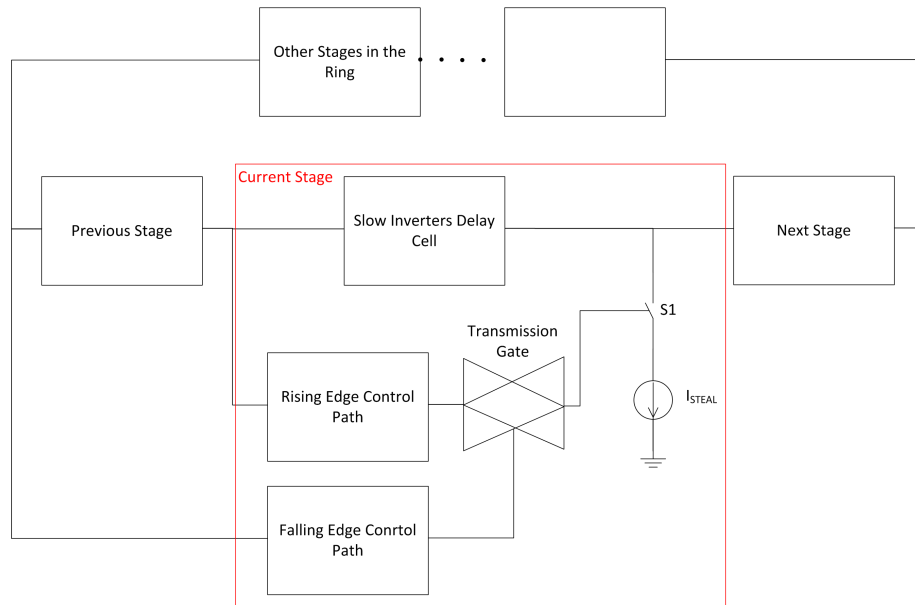 Other Stages in the
Ring
Current Stage
Previous Stage
Slow Inverters Delay
Cell
Next Stage
S1
Transmission
Gate
Rising Edge Control
Path
ISTEAL
Falling Edge Conrtol
Path